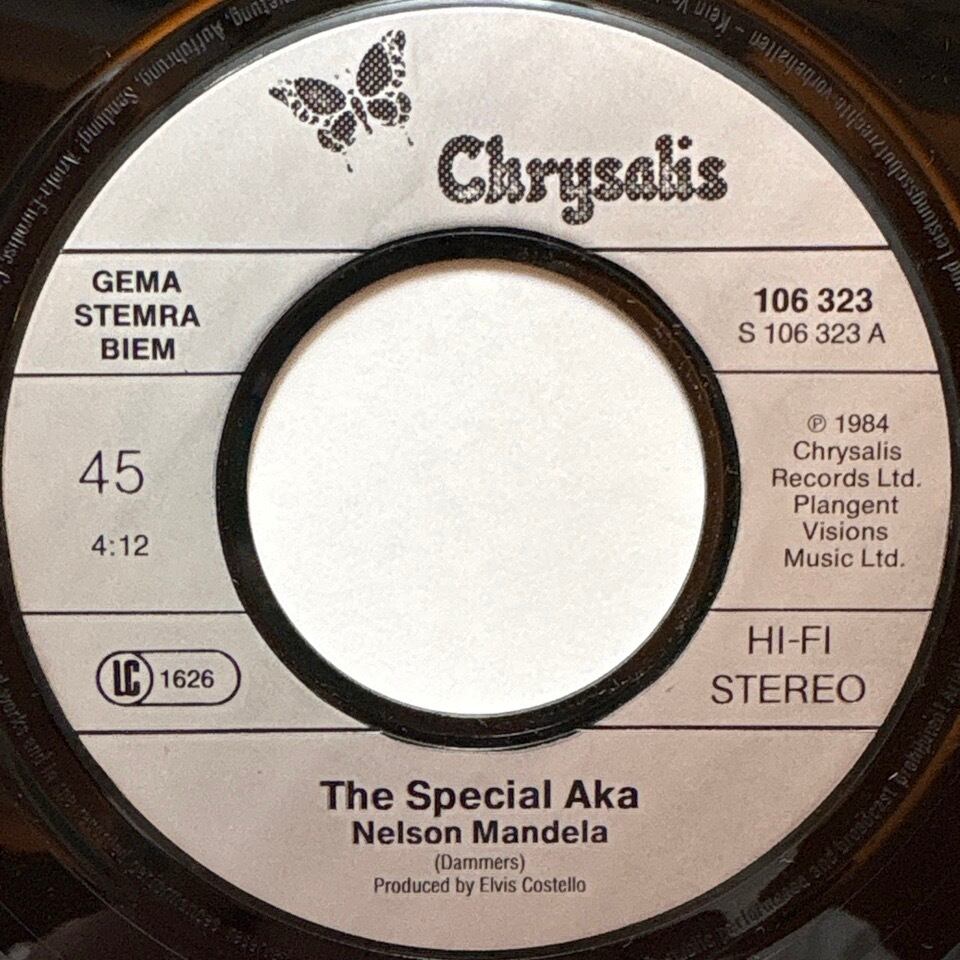 Chrysalis
GEMA
STEMRA
BIEM
106 323
S 106 323 A
45
4:12
℗ 1984
Chrysalis
Records Ltd.
Plangent
Visions
Music Ltd.
LC 1626
HI-FI
STEREO
The Special Aka
Nelson Mandela
(Dammers)
Produced by Elvis Costello